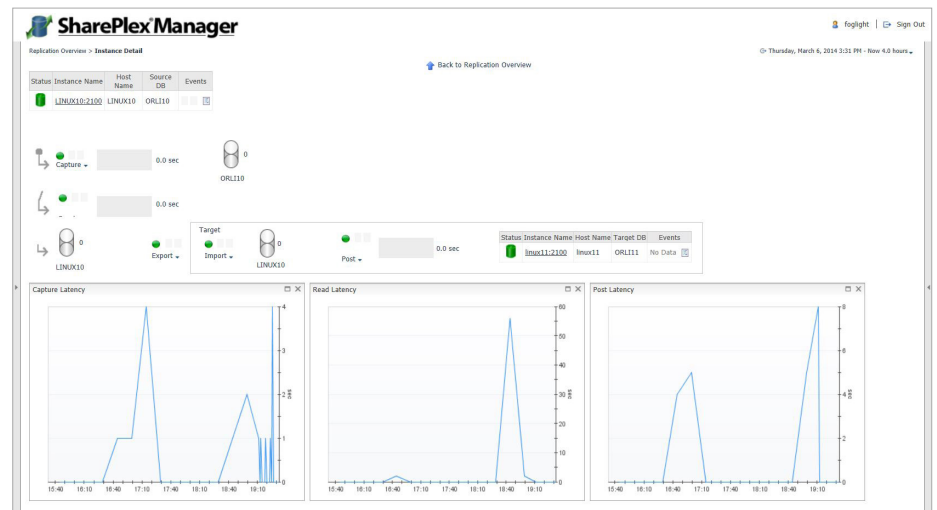 SharePlex Manager
foglight | Sign Out
Replication Overview > Instance Detail
Thursday, March 6, 2014 3:31 PM - Now 4.0 hours
Back to Replication Overview
Status Instance Name Host Name Source DB Events
LINUX10:2100 LINUX10 ORLI10
Capture 0.0 sec 0
ORLI10
0.0 sec
Target
0
LINUX10
Export
Import
0
LINUX10
Post
0.0 sec
Status Instance Name Host Name Target DB Events
linux11:2100 linux11 ORLI11 No Data
Capture Latency
4
3
2
1
0
sec
15:40 16:10 16:40 17:10 17:40 18:10 18:40 19:10
Read Latency
60
50
40
30
20
10
0
sec
15:40 16:10 16:40 17:10 17:40 18:10 18:40 19:10
Post Latency
8
6
4
2
0
sec
15:40 16:10 16:40 17:10 17:40 18:10 18:40 19:10